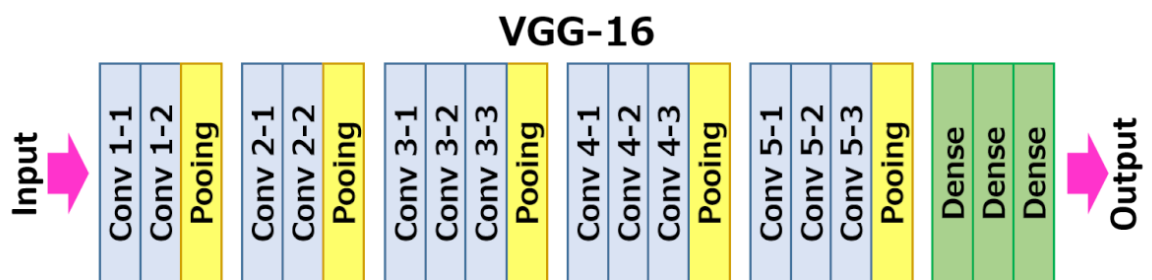 VGG-16
Input
Conv 1-1
Conv 1-2
Pooing
Conv 2-1
Conv 2-2
Pooing
Conv 3-1
Conv 3-2
Conv 3-3
Pooing
Conv 4-1
Conv 4-2
Conv 4-3
Pooing
Conv 5-1
Conv 5-2
Conv 5-3
Pooing
Dense
Dense
Dense
Output